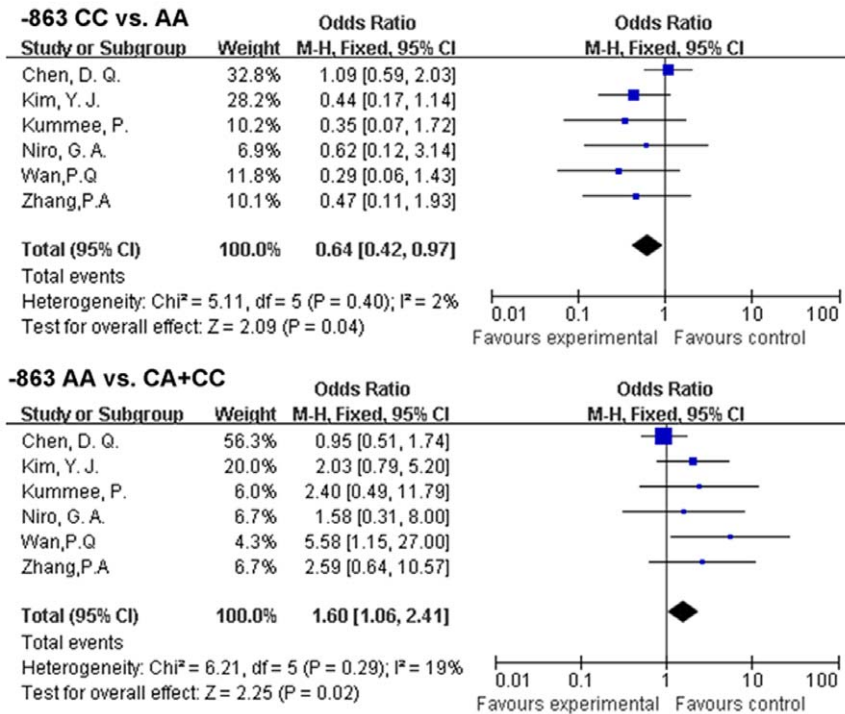 -863 CC vs. AA
Odds Ratio Odds Ratio
Study or Subgroup Weight M-H, Fixed, 95% CI M-H, Fixed, 95% CI
Chen, D. Q. 32.8% 1.09 [0.59, 2.03]
Kim, Y. J. 28.2% 0.44 [0.17, 1.14]
Kummee, P. 10.2% 0.35 [0.07, 1.72]
Niro, G. A. 6.9% 0.62 [0.12, 3.14]
Wan,P.Q 11.8% 0.29 [0.06, 1.43]
Zhang,P.A 10.1% 0.47 [0.11, 1.93]
Total (95% CI) 100.0% 0.64 [0.42, 0.97]
Total events
Heterogeneity: Chi² = 5.11, df = 5 (P = 0.40); I² = 2%
Test for overall effect: Z = 2.09 (P = 0.04)
0.01 0.1 1 10 100
Favours experimental Favours control
-863 AA vs. CA+CC
Odds Ratio Odds Ratio
Study or Subgroup Weight M-H, Fixed, 95% CI M-H, Fixed, 95% CI
Chen, D. Q. 56.3% 0.95 [0.51, 1.74]
Kim, Y. J. 20.0% 2.03 [0.79, 5.20]
Kummee, P. 6.0% 2.40 [0.49, 11.79]
Niro, G. A. 6.7% 1.58 [0.31, 8.00]
Wan,P.Q 4.3% 5.58 [1.15, 27.00]
Zhang,P.A 6.7% 2.59 [0.64, 10.57]
Total (95% CI) 100.0% 1.60 [1.06, 2.41]
Total events
Heterogeneity: Chi² = 6.21, df = 5 (P = 0.29); I² = 19%
Test for overall effect: Z = 2.25 (P = 0.02)
0.01 0.1 1 10 100
Favours experimental Favours control